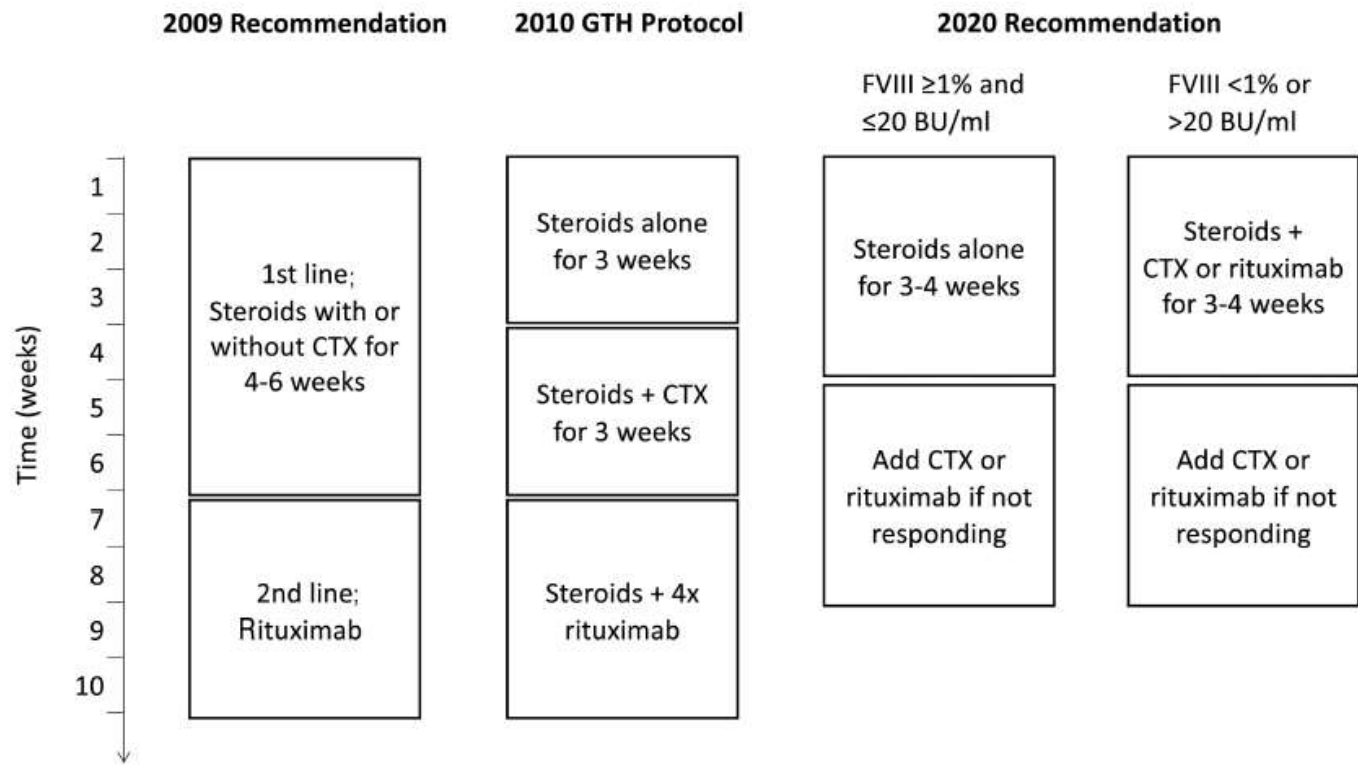 2009 Recommendation
2010 GTH Protocol
2020 Recommendation
FVIII ≥1% and
≤20 BU/ml
FVIII <1% or
>20 BU/ml
Time (weeks)
1
2
3
4
5
6
7
8
9
10
1st line;
Steroids with or
without CTX for
4-6 weeks
2nd line;
Rituximab
Steroids alone
for 3 weeks
Steroids + CTX
for 3 weeks
Steroids + 4x
rituximab
Steroids alone
for 3-4 weeks
Add CTX or
rituximab if not
responding
Steroids +
CTX or rituximab
for 3-4 weeks
Add CTX or
rituximab if not
responding